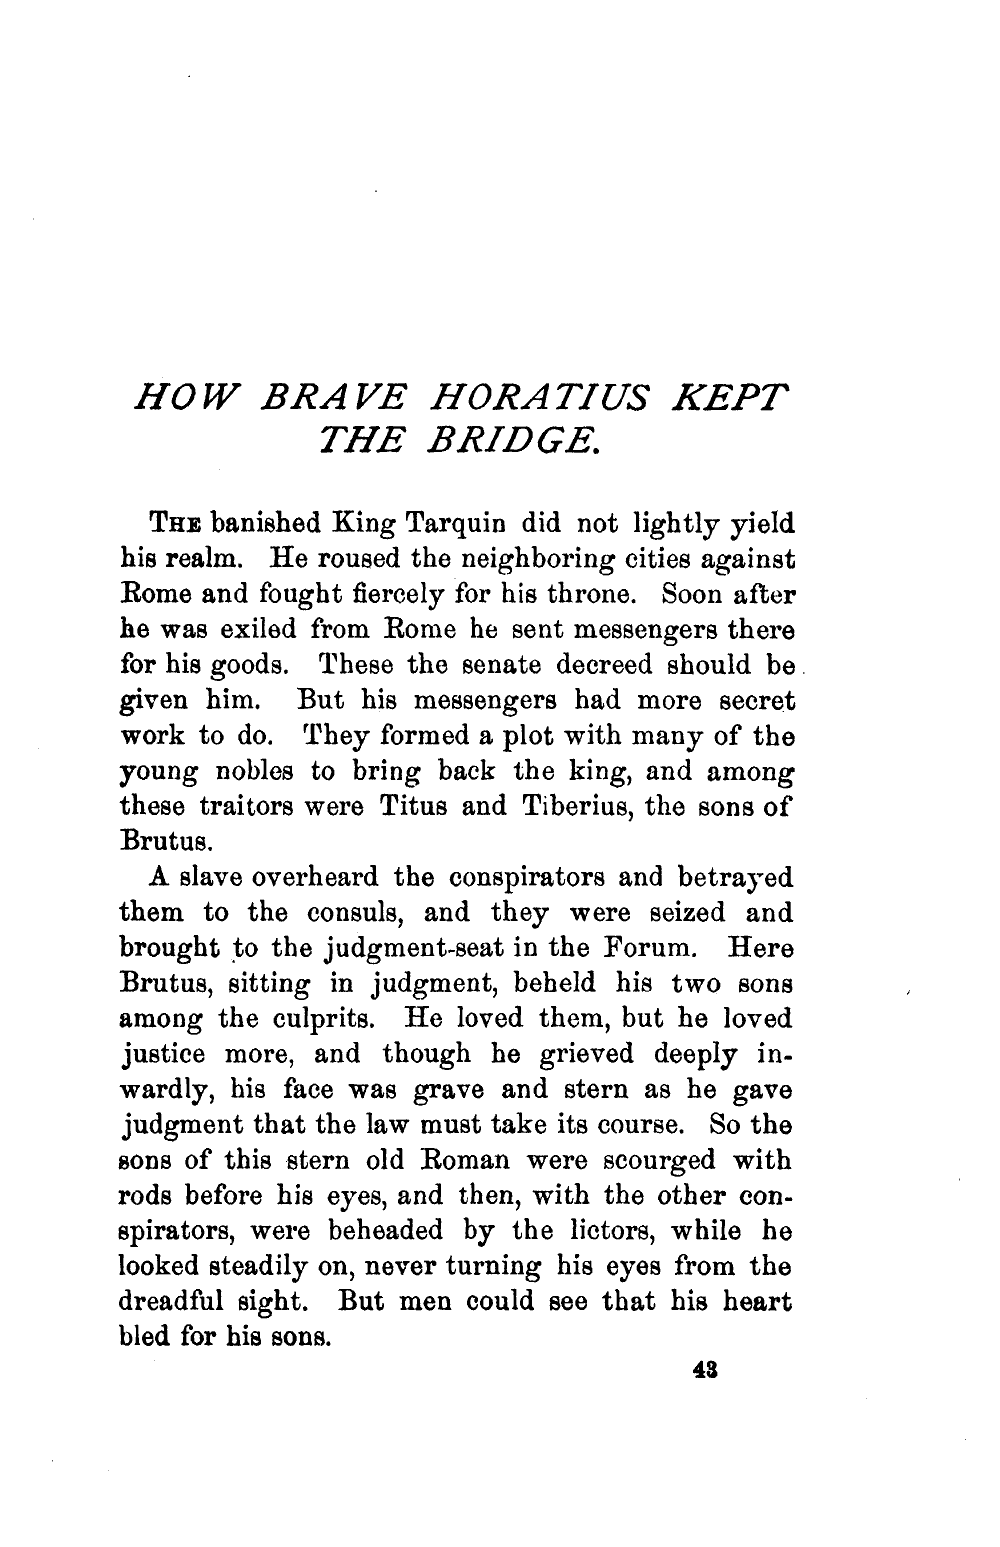 HOW BRAVE HORATIUS KEPT
THE BRIDGE.
THE banished King Tarquin did not lightly yield
his realm. He roused the neighboring cities against
Rome and fought fiercely for his throne. Soon after
he was exiled from Rome he sent messengers there
for his goods. These the senate decreed should be
given him. But his messengers had more secret
work to do. They formed a plot with many of the
young nobles to bring back the king, and among
these traitors were Titus and Tiberius, the sons of
Brutus.
A slave overheard the conspirators and betrayed
them to the consuls, and they were seized and
brought to the judgment-seat in the Forum. Here
Brutus, sitting in judgment, beheld his two sons
among the culprits. He loved them, but he loved
justice more, and though he grieved deeply in-
wardly, his face was grave and stern as he gave
judgment that the law must take its course. So the
sons of this stern old Roman were scourged with
rods before his eyes, and then, with the other con-
spirators, were beheaded by the lictors, while he
looked steadily on, never turning his eyes from the
dreadful sight. But men could see that his heart
bled for his sons.
43